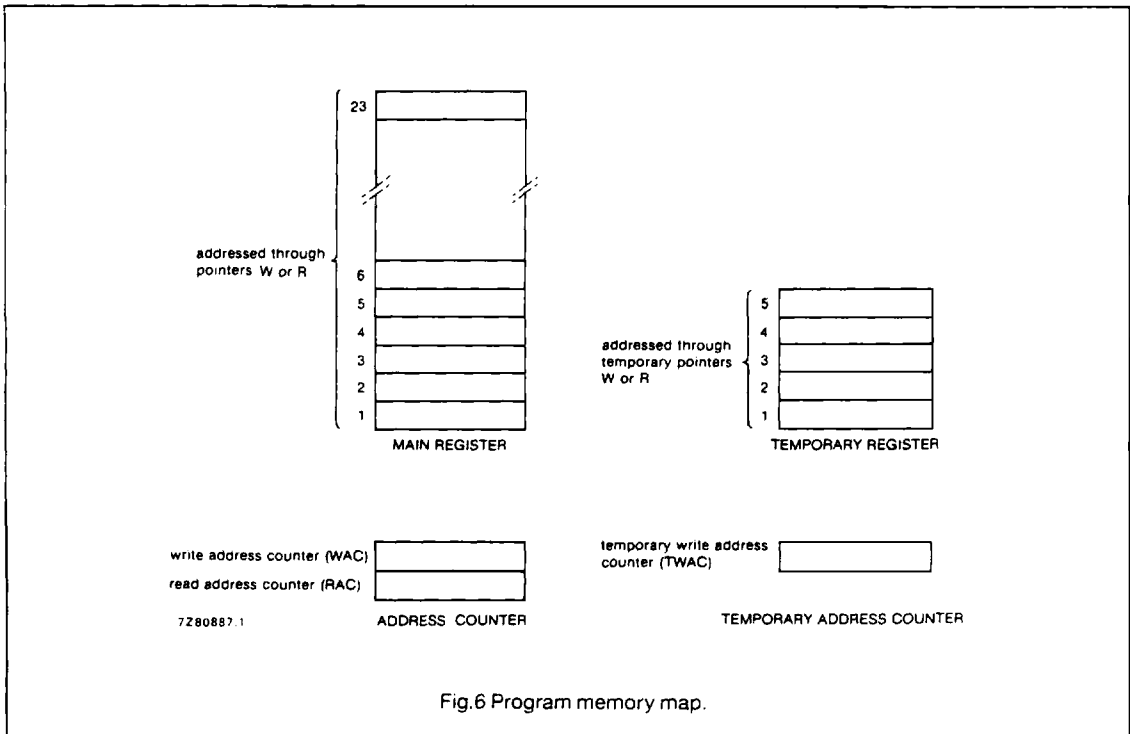 23
addressed through
pointers W or R
6
5
4
3
2
1
MAIN REGISTER
5
4
addressed through
temporary pointers
W or R
3
2
1
TEMPORARY REGISTER
write address counter (WAC)
read address counter (RAC)
7Z80887.1
ADDRESS COUNTER
temporary write address
counter (TWAC)
TEMPORARY ADDRESS COUNTER
Fig.6 Program memory map.